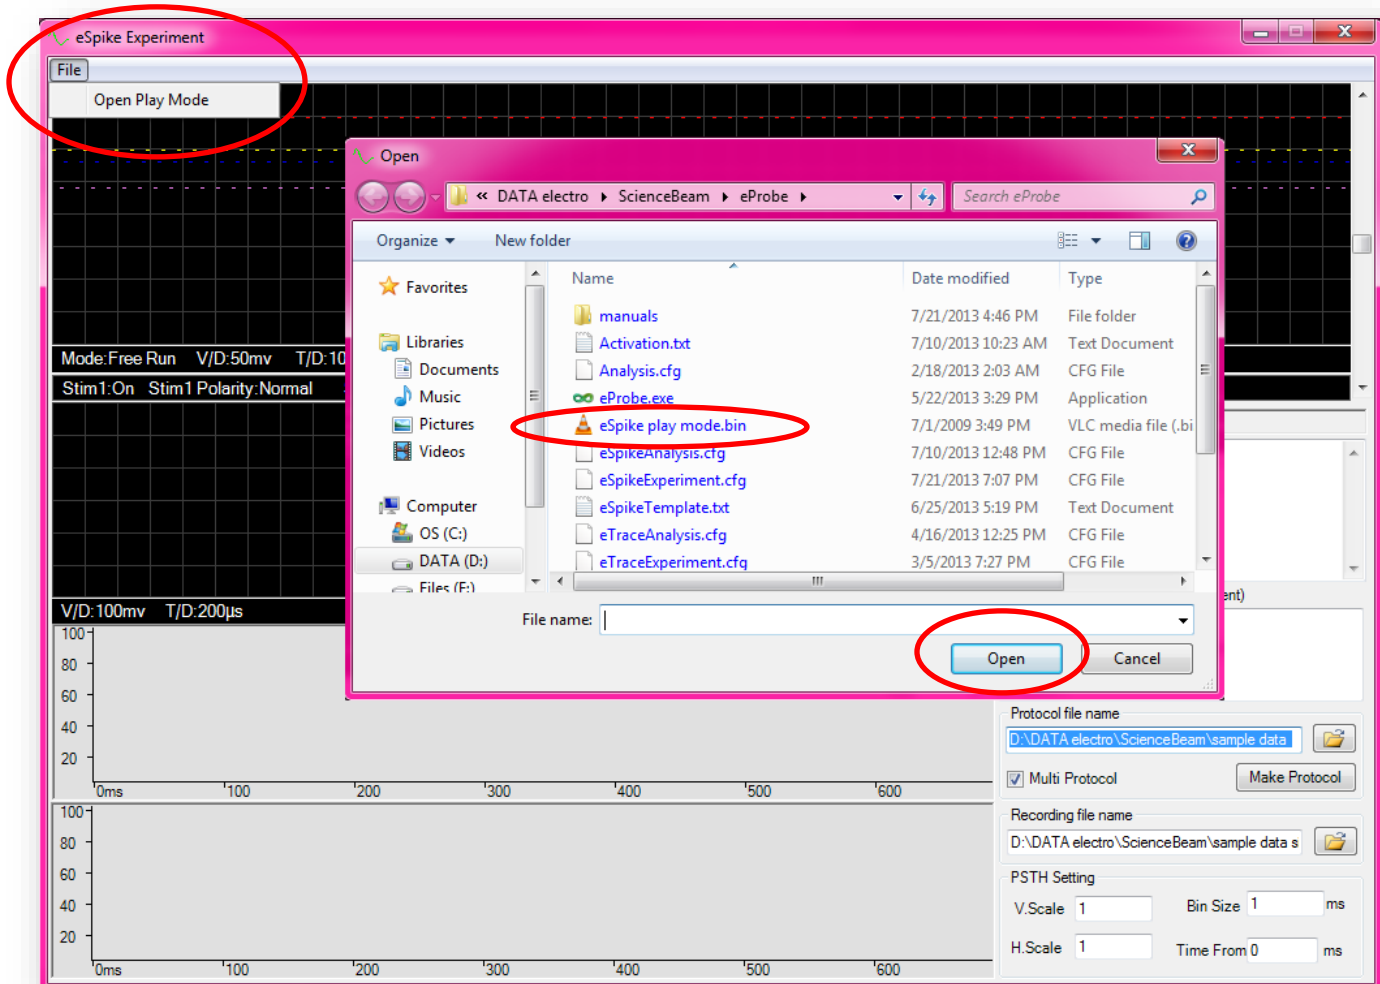 eSpike Experiment
File
Open Play Mode
Open
« DATA electro ▸ ScienceBeam ▸ eProbe ▸
Search eProbe
Organize ▾ New folder
Favorites
Libraries
Documents
Music
Pictures
Videos
Computer
OS (C:)
DATA (D:)
Files (F:)
Name Date modified Type
manuals 7/21/2013 4:46 PM File folder
Activation.txt 7/10/2013 10:23 AM Text Document
Analysis.cfg 2/18/2013 2:03 AM CFG File
eProbe.exe 5/22/2013 3:29 PM Application
eSpike play mode.bin 7/1/2009 3:49 PM VLC media file (.bi
eSpikeAnalysis.cfg 7/10/2013 12:48 PM CFG File
eSpikeExperiment.cfg 7/21/2013 7:07 PM CFG File
eSpikeTemplate.txt 6/25/2013 5:19 PM Text Document
eTraceAnalysis.cfg 4/16/2013 12:25 PM CFG File
eTraceExperiment.cfg 3/5/2013 7:27 PM CFG File
File name:
Open Cancel
Mode:Free Run V/D:50mv T/D:10
Stim1:On Stim1 Polarity:Normal
V/D:100mv T/D:200µs
ent)
100
80
60
40
20
0ms 100 200 300 400 500 600
100
80
60
40
20
0ms 100 200 300 400 500 600
Protocol file name
D:\DATA electro\ScienceBeam\sample data
Multi Protocol Make Protocol
Recording file name
D:\DATA electro\ScienceBeam\sample data s
PSTH Setting
V.Scale 1 Bin Size 1 ms
H.Scale 1 Time From 0 ms